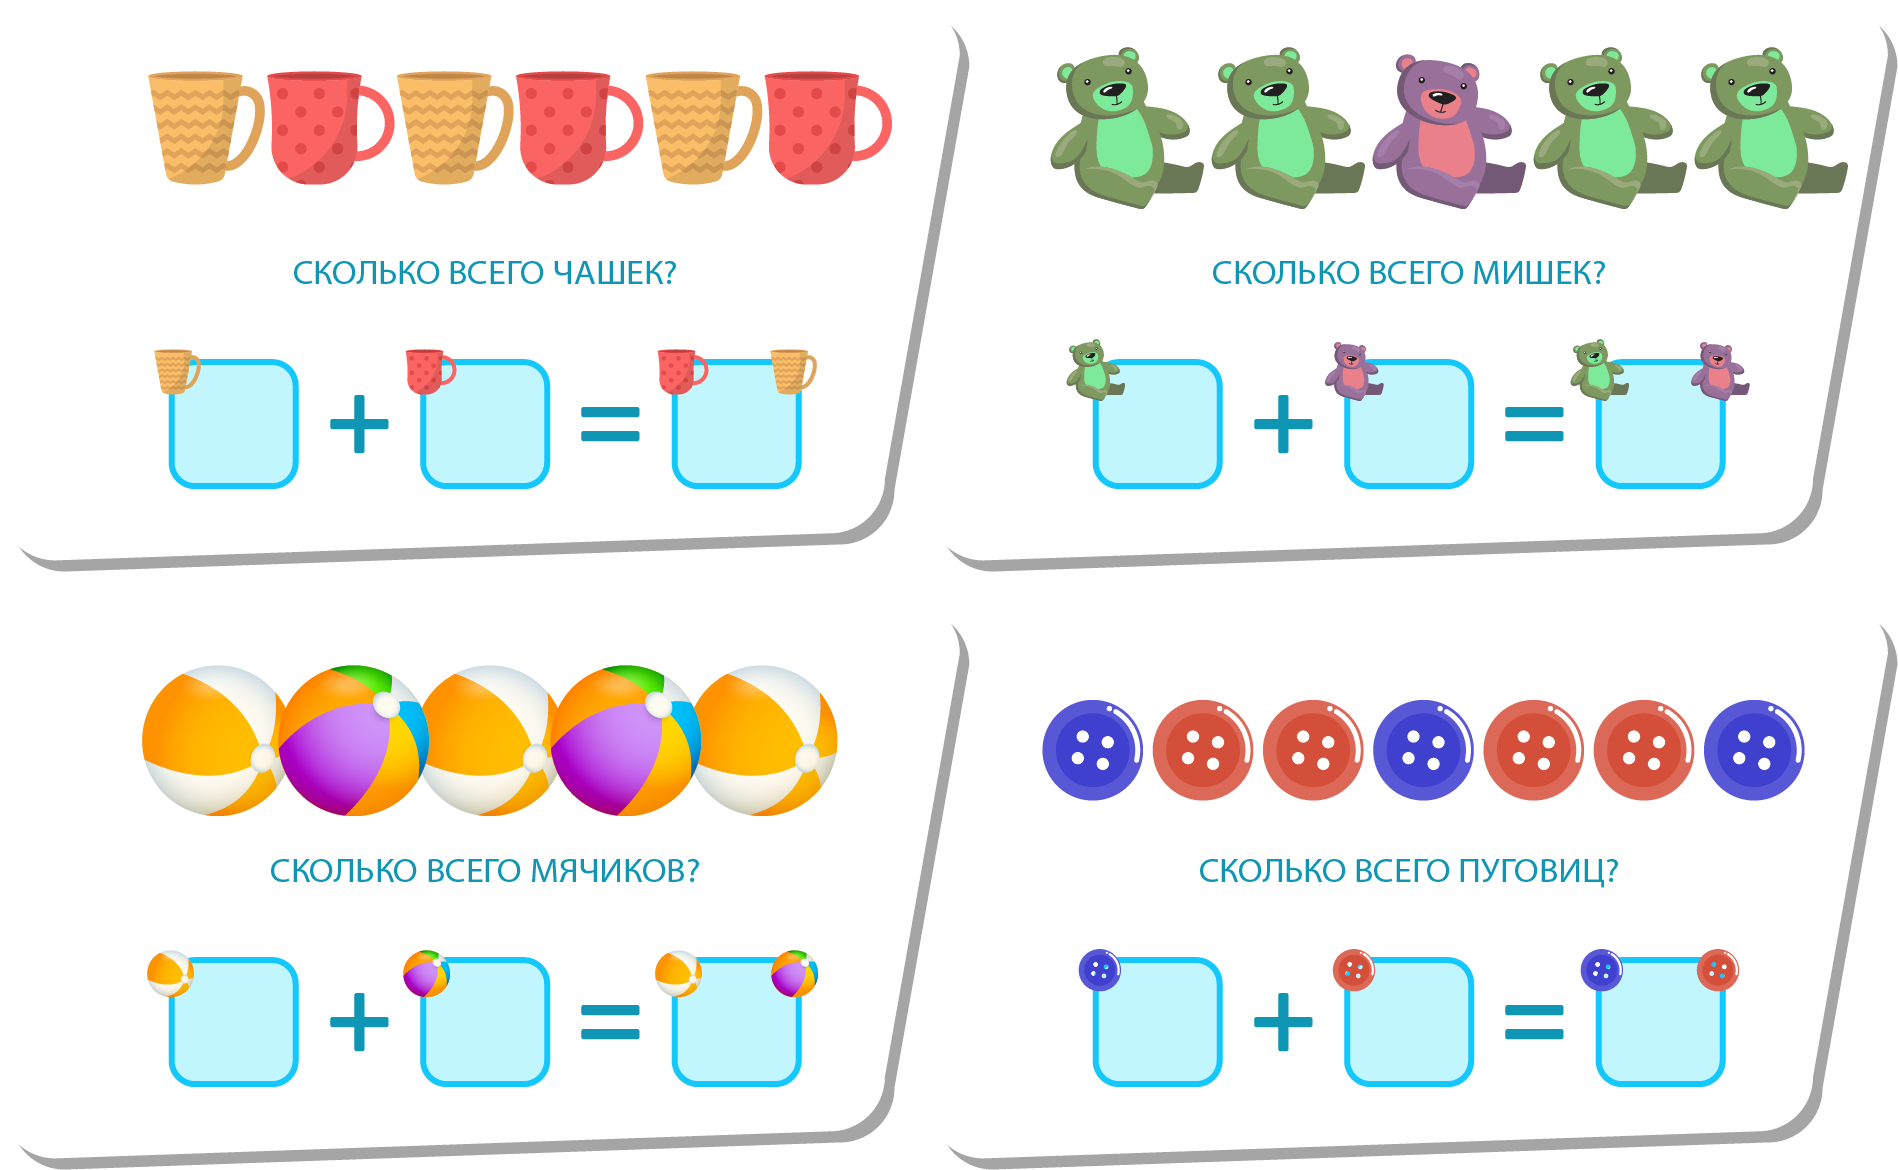 СКОЛЬКО ВСЕГО ЧАШЕК?
+ =
СКОЛЬКО ВСЕГО МИШЕК?
+ =
СКОЛЬКО ВСЕГО МЯЧИКОВ?
+ =
СКОЛЬКО ВСЕГО ПУГОВИЦ?
+ =